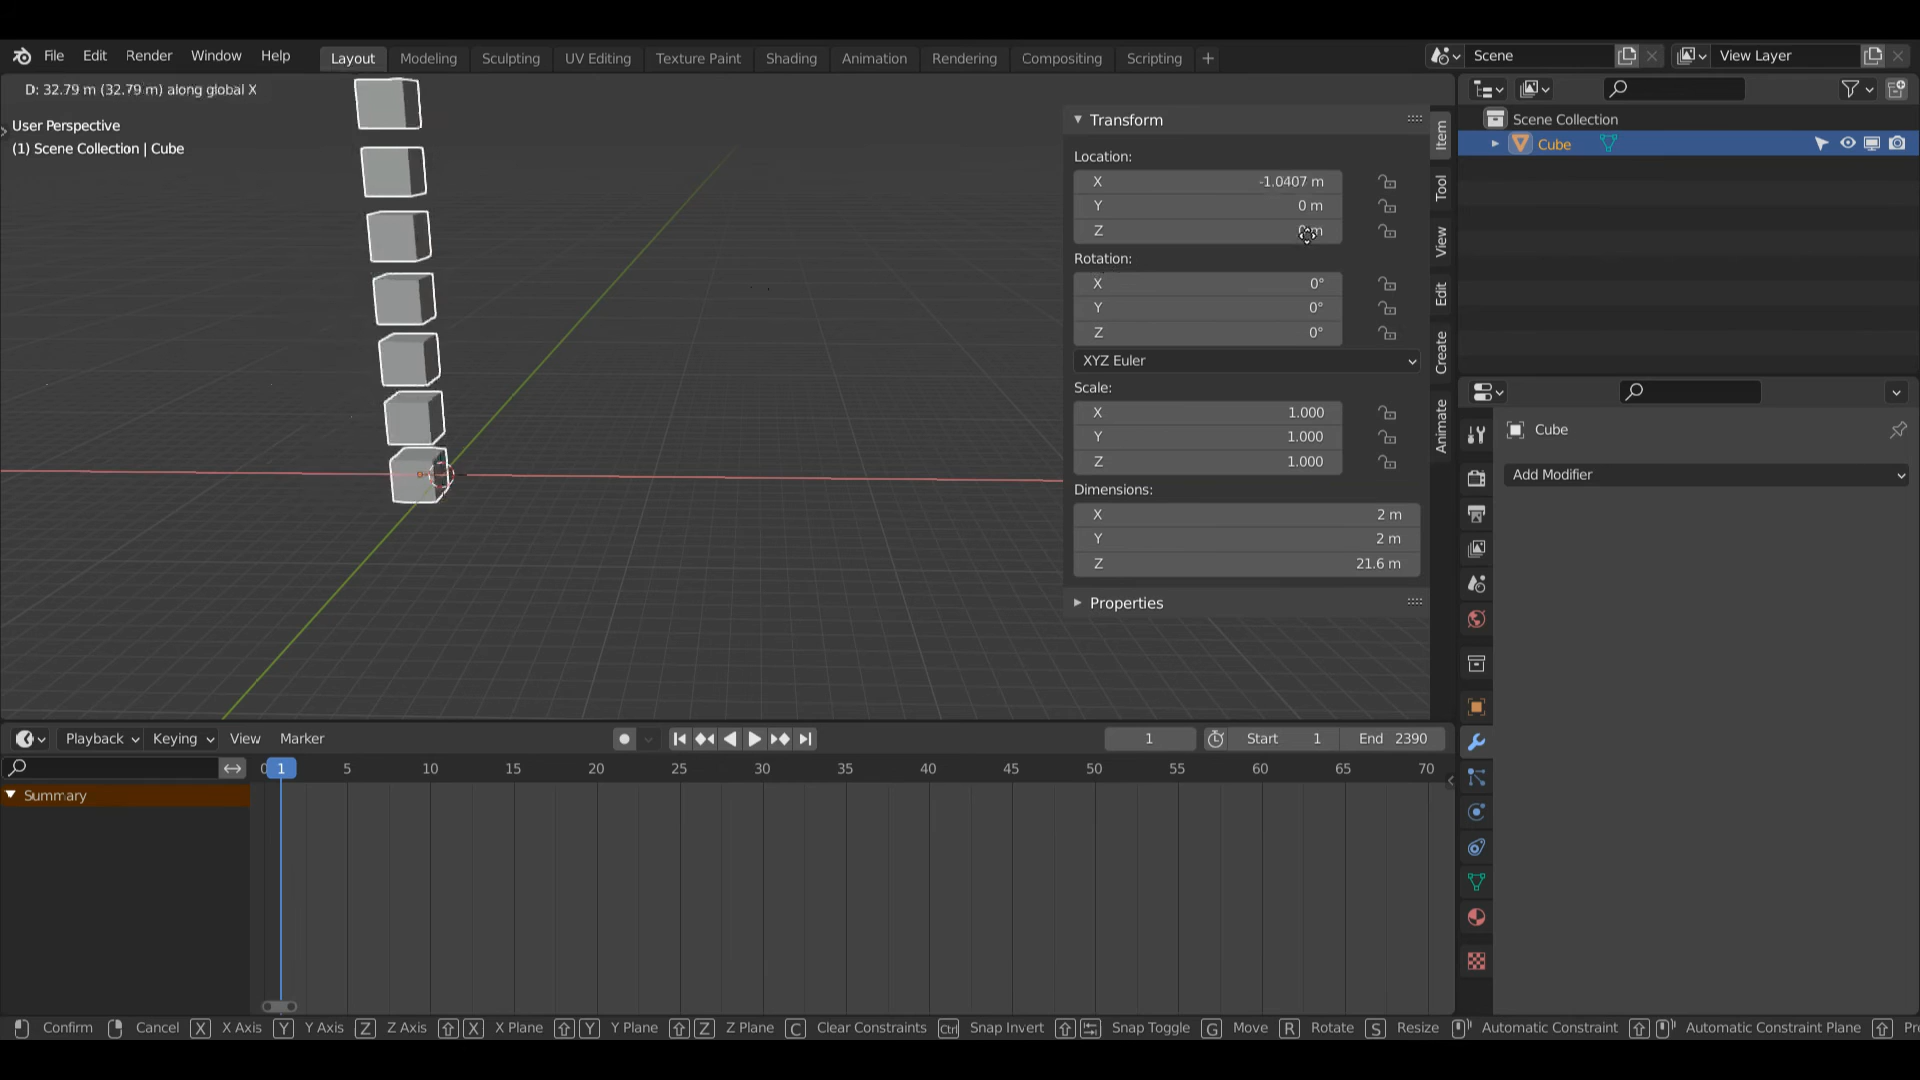 File Edit Render Window Help Layout Modeling Sculpting UV Editing Texture Paint Shading Animation Rendering Compositing Scripting + Scene View Layer
D: 32.79 m (32.79 m) along global X
User Perspective
(1) Scene Collection | Cube
Transform
Location:
X -1.0407 m
Y 0 m
Z 0 m
Rotation:
X 0°
Y 0°
Z 0°
XYZ Euler
Scale:
X 1.000
Y 1.000
Z 1.000
Dimensions:
X 2 m
Y 2 m
Z 21.6 m
Properties
Item
Tool
View
Edit
Create
Animate
Scene Collection
Cube
Cube
Add Modifier
Playback Keying View Marker 1 Start 1 End 2390
0 1 5 10 15 20 25 30 35 40 45 50 55 60 65 70
Summary
Confirm Cancel X X Axis Y Y Axis Z Z Axis X X Plane Y Y Plane Z Z Plane C Clear Constraints Ctrl Snap Invert Snap Toggle G Move R Rotate S Resize Automatic Constraint Automatic Constraint Plane Pr